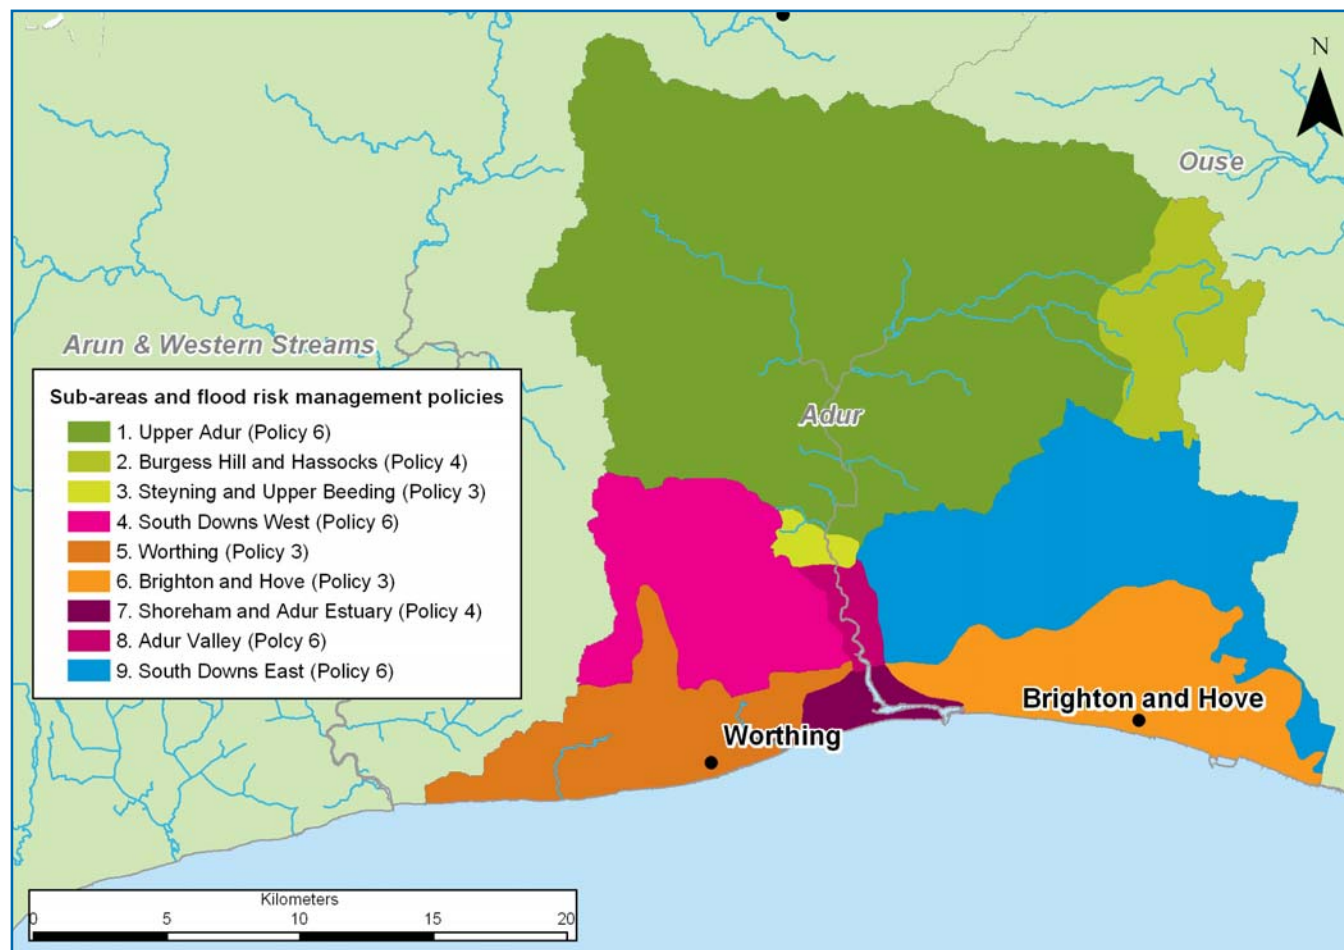 N
Ouse
Arun & Western Streams
Adur
Sub-areas and flood risk management policies
1. Upper Adur (Policy 6)
2. Burgess Hill and Hassocks (Policy 4)
3. Steyning and Upper Beeding (Policy 3)
4. South Downs West (Policy 6)
5. Worthing (Policy 3)
6. Brighton and Hove (Policy 3)
7. Shoreham and Adur Estuary (Policy 4)
8. Adur Valley (Polcy 6)
9. South Downs East (Policy 6)
Brighton and Hove
Worthing
Kilometers
0 5 10 15 20